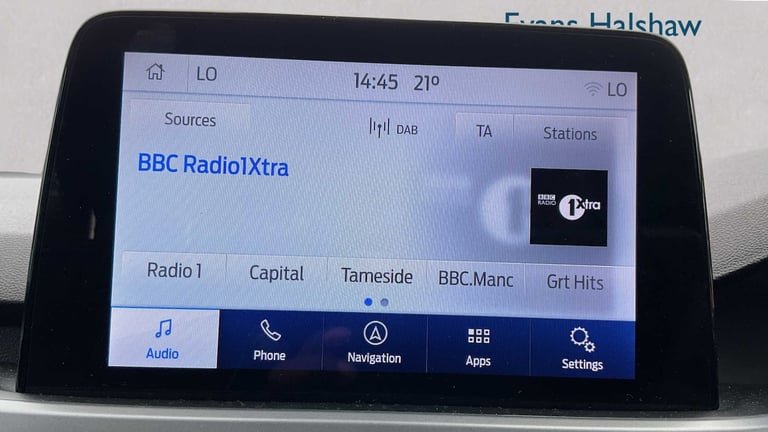 Evans Halshaw
LO 14:45 21° LO
Sources DAB TA Stations
BBC Radio1Xtra
BBC RADIO 1Xtra
Radio 1 Capital Tameside BBC.Manc Grt Hits
Audio Phone Navigation Apps Settings